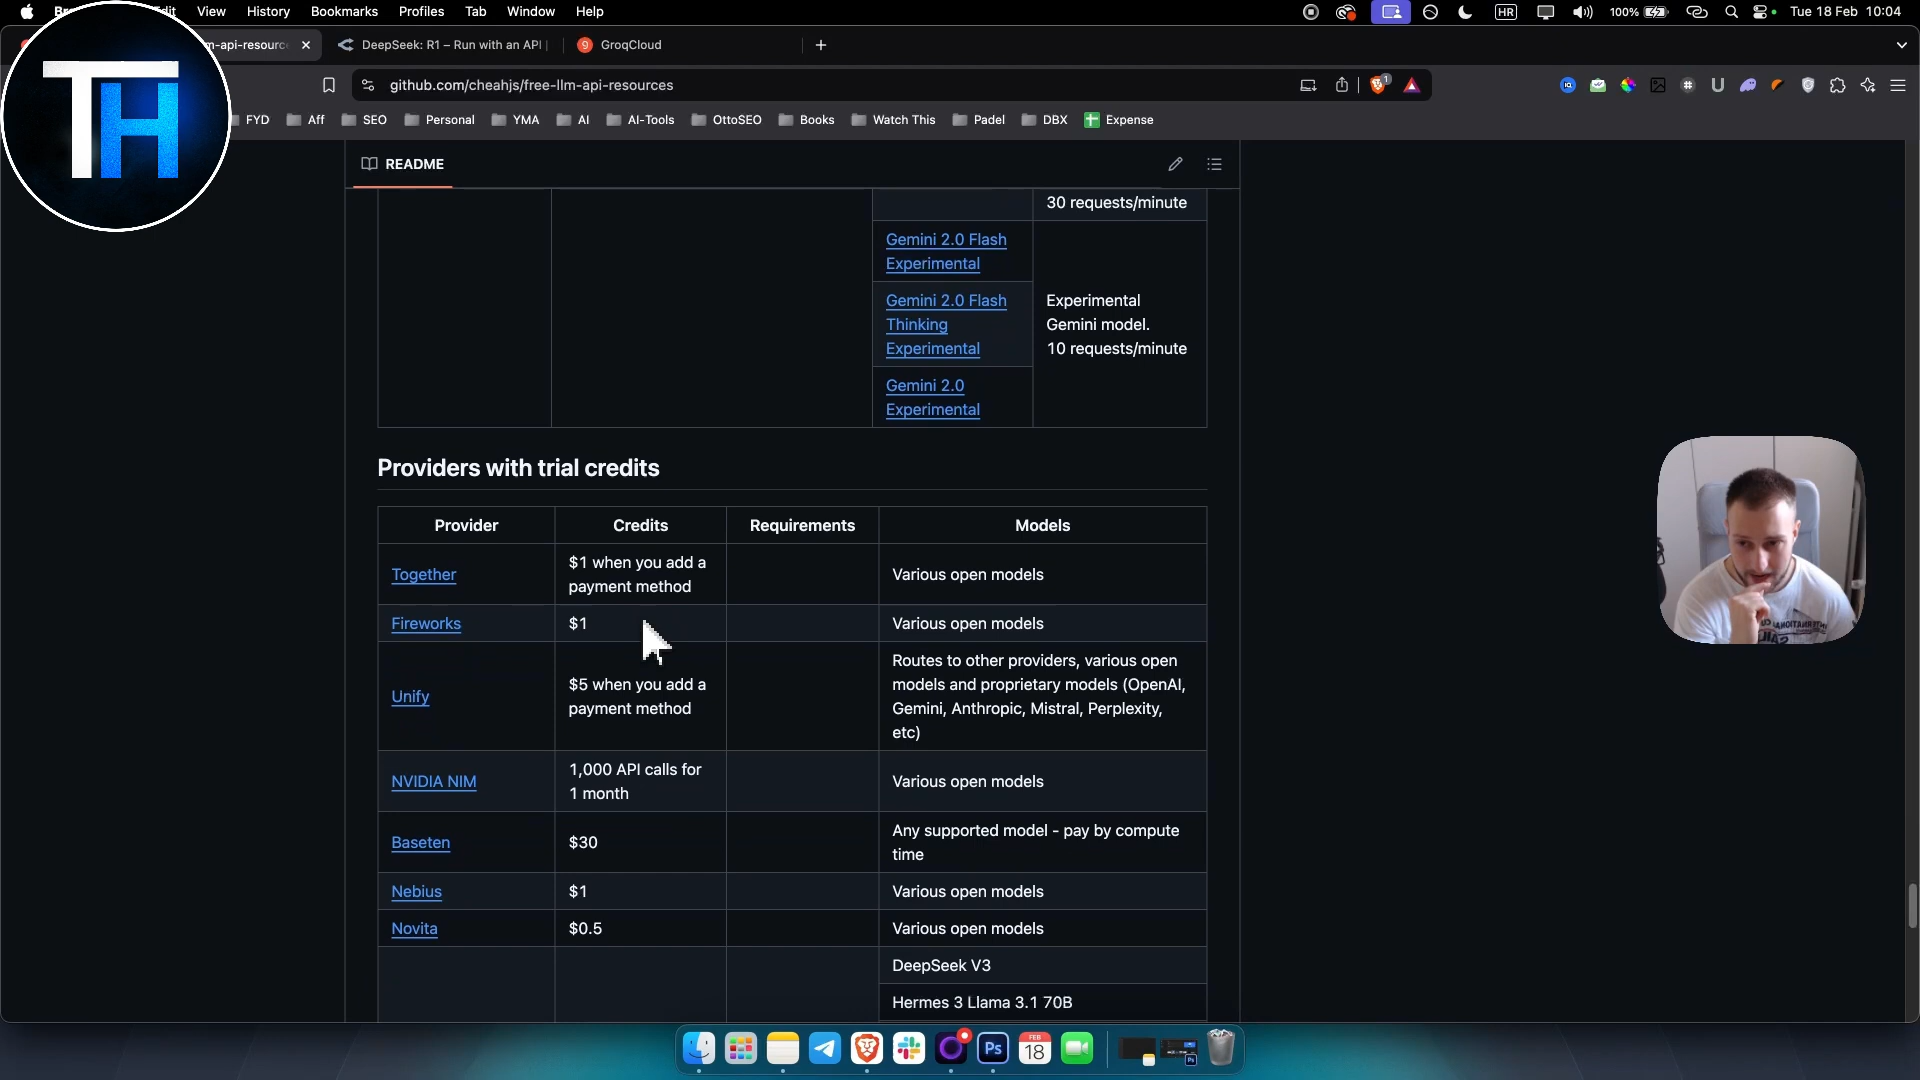 View History Bookmarks Profiles Tab Window Help HR 100% Tue 18 Feb 10:04
TH
DeepSeek: R1 – Run with an API | GroqCloud
github.com/cheahjs/free-llm-api-resources
FYD Aff SEO Personal YMA AI AI-Tools OttoSEO Books Watch This Padel DBX Expense
README
30 requests/minute
Gemini 2.0 Flash
Experimental
Gemini 2.0 Flash
Thinking
Experimental
Experimental
Gemini model.
10 requests/minute
Gemini 2.0
Experimental
Providers with trial credits
Provider Credits Requirements Models
Together
$1 when you add a
payment method
Various open models
Fireworks $1 Various open models
Unify
$5 when you add a
payment method
Routes to other providers, various open
models and proprietary models (OpenAI,
Gemini, Anthropic, Mistral, Perplexity,
etc)
NVIDIA NIM
1,000 API calls for
1 month
Various open models
Baseten
$30
Any supported model - pay by compute
time
Nebius $1 Various open models
Novita $0.5 Various open models
DeepSeek V3
Hermes 3 Llama 3.1 70B
Ps
FEB
18